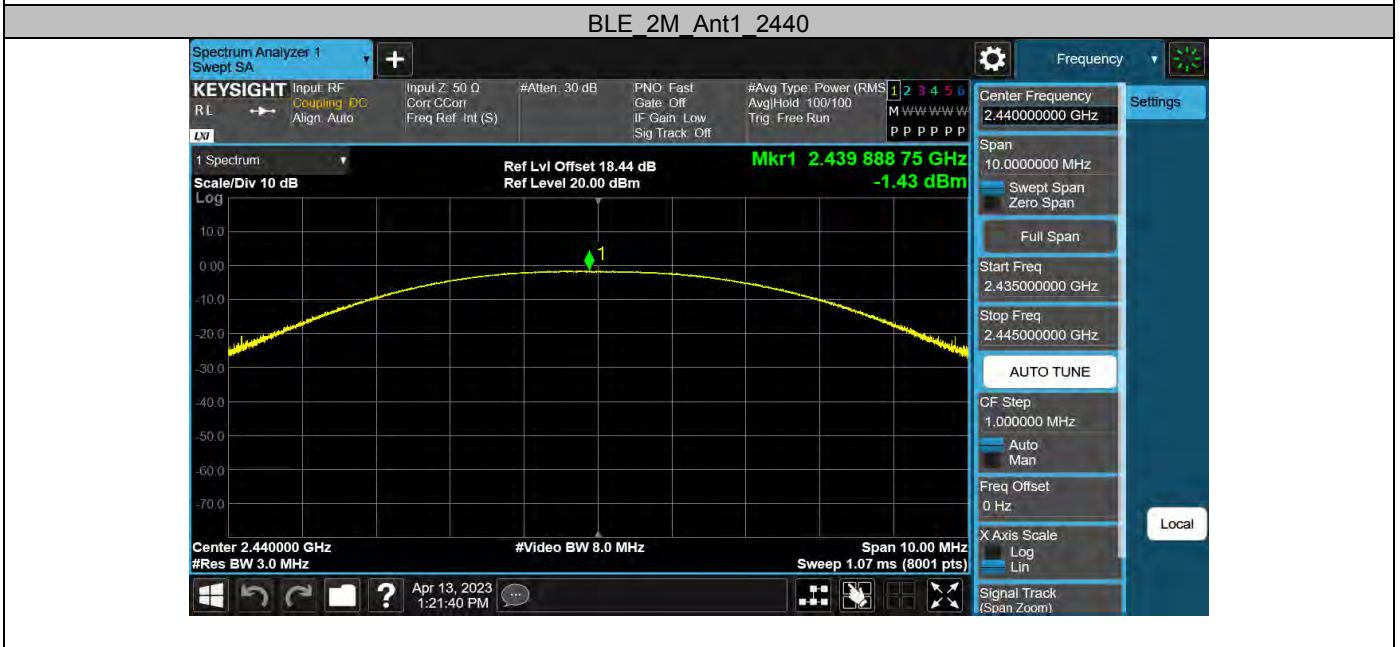 BLE_2M_Ant1_2440
Spectrum Analyzer 1
Swept SA
+
Frequency
KEYSIGHT
RL
LXI
Input: RF
Coupling: DC
Align: Auto
Input Z: 50 Ω
Corr CCorr
Freq Ref: Int (S)
#Atten: 30 dB
PNO: Fast
Gate: Off
IF Gain: Low
Sig Track: Off
#Avg Type: Power (RMS
Avg|Hold: 100/100
Trig: Free Run
1 2 3 4 5 6
M W W W W W
P P P P P P
1 Spectrum
Scale/Div 10 dB
Ref Lvl Offset 18.44 dB
Ref Level 20.00 dBm
Mkr1 2.439 888 75 GHz
-1.43 dBm
Log
10.0
0.00
-10.0
-20.0
-30.0
-40.0
-50.0
-60.0
-70.0
1
Center 2.440000 GHz
#Res BW 3.0 MHz
#Video BW 8.0 MHz
Span 10.00 MHz
Sweep 1.07 ms (8001 pts)
Center Frequency
2.440000000 GHz
Settings
Span
10.0000000 MHz
Swept Span
Zero Span
Full Span
Start Freq
2.435000000 GHz
Stop Freq
2.445000000 GHz
AUTO TUNE
CF Step
1.000000 MHz
Auto
Man
Freq Offset
0 Hz
X Axis Scale
Log
Lin
Local
Signal Track
(Span Zoom)
?
Apr 13, 2023
1:21:40 PM